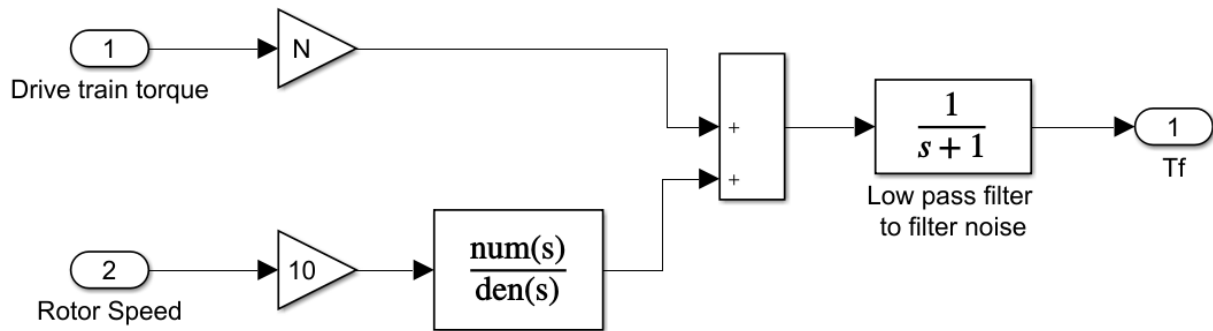 1
Drive train torque
N
+
+
1
s + 1
Low pass filter
to filter noise
1
Tf
2
Rotor Speed
10
num(s)
den(s)